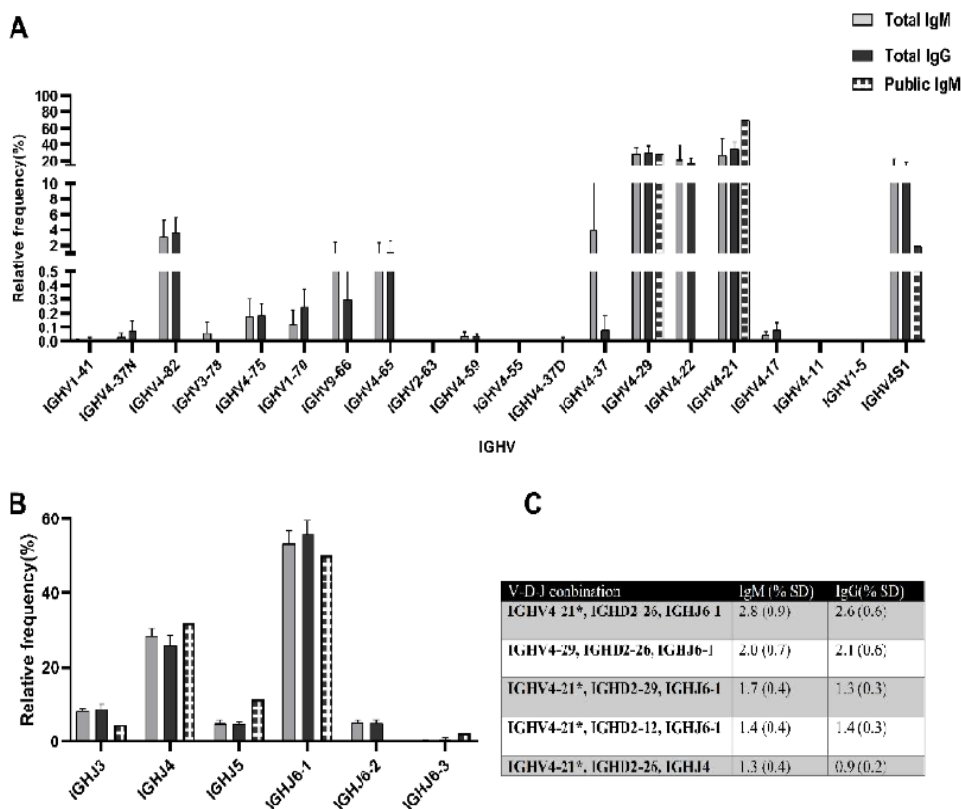 A
Total IgM
Total IgG
Public IgM
Relative frequency(%)
100
80
60
40
20
10
8
6
4
2
0.5
0.4
0.3
0.2
0.1
0.0
IGHV1-41
IGHV4-37N
IGHV4-82
IGHV3-78
IGHV4-75
IGHV1-70
IGHV9-66
IGHV4-65
IGHV2-63
IGHV4-59
IGHV4-55
IGHV4-37D
IGHV4-37
IGHV4-29
IGHV4-22
IGHV4-21
IGHV4-17
IGHV4-11
IGHV1-5
IGHV4S1
IGHV
B
Relative frequency(%)
60
40
20
0
IGHJ3
IGHJ4
IGHJ5
IGHJ6-1
IGHJ6-2
IGHJ6-3
C
V-D-J conbination IgM (% SD) IgG(% SD)
IGHV4-21*, IGHD2-26, IGHJ6-1 2.8 (0.9) 2.6 (0.6)
IGHV4-29, IGHD2-26, IGHJ6-1 2.0 (0.7) 2.1 (0.6)
IGHV4-21*, IGHD2-29, IGHJ6-1 1.7 (0.4) 1.3 (0.3)
IGHV4-21*, IGHD2-12, IGHJ6-1 1.4 (0.4) 1.4 (0.3)
IGHV4-21*, IGHD2-26, IGHJ4 1.3 (0.4) 0.9 (0.2)